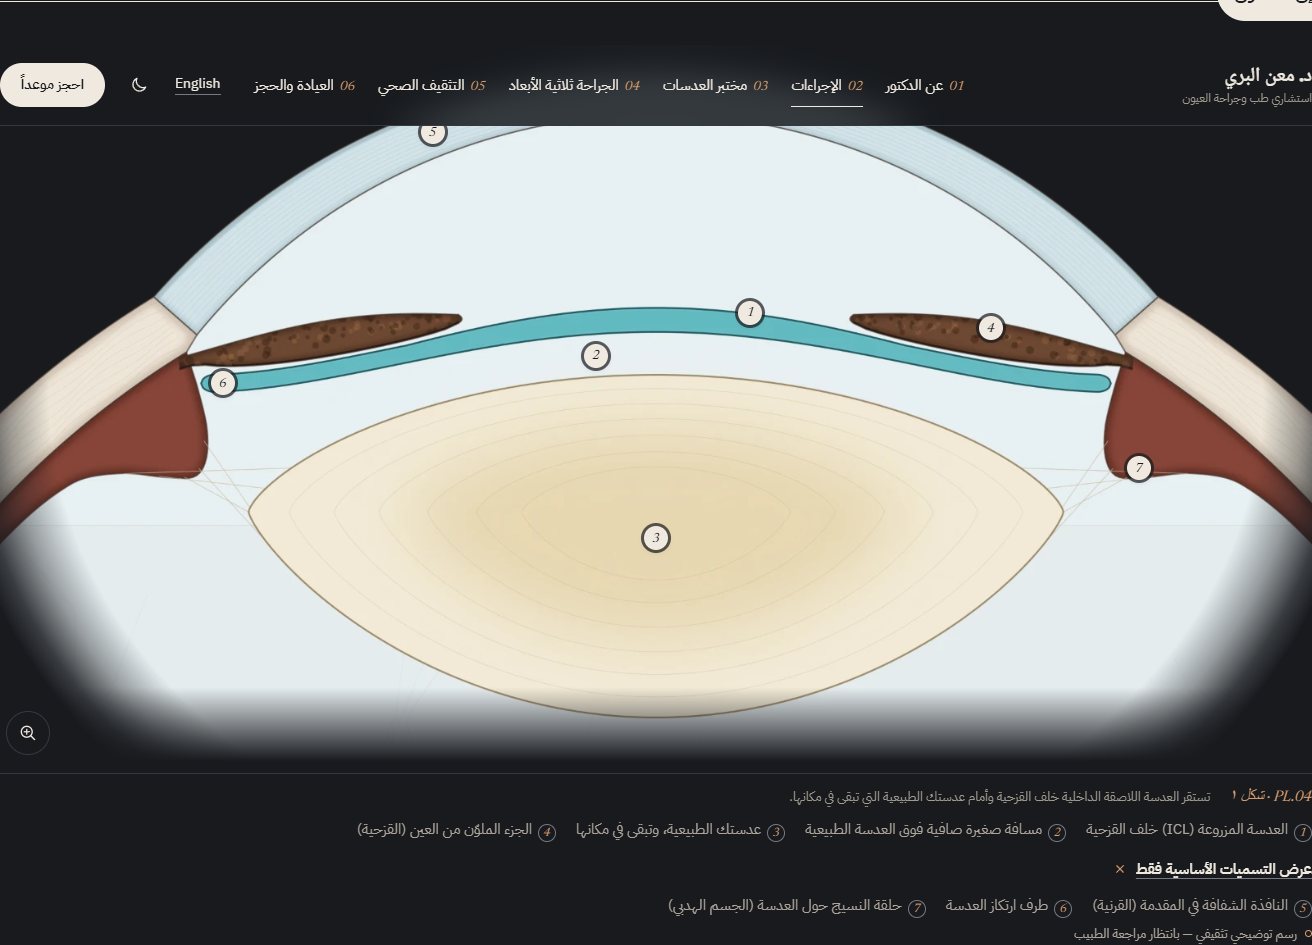 د. معن البري
استشاري طب وجراحة العيون
01 عن الدكتور
02 الإجراءات
03 مختبر العدسات
04 الجراحة ثلاثية الأبعاد
05 التثقيف الصحي
06 العيادة والحجز
English
احجز موعداً
5
1
4
2
6
7
3
PL.04 · شكل ١ تستقر العدسة اللاصقة الداخلية خلف القزحية وأمام عدستك الطبيعية التي تبقى في مكانها.
1 العدسة المزروعة (ICL) خلف القزحية 2 مسافة صغيرة صافية فوق العدسة الطبيعية 3 عدستك الطبيعية، وتبقى في مكانها 4 الجزء الملوّن من العين (القزحية)
عرض التسميات الأساسية فقط ×
5 النافذة الشفافة في المقدمة (القرنية) 6 طرف ارتكاز العدسة 7 حلقة النسيج حول العدسة (الجسم الهدبي)
رسم توضيحي تثقيفي — بانتظار مراجعة الطبيب